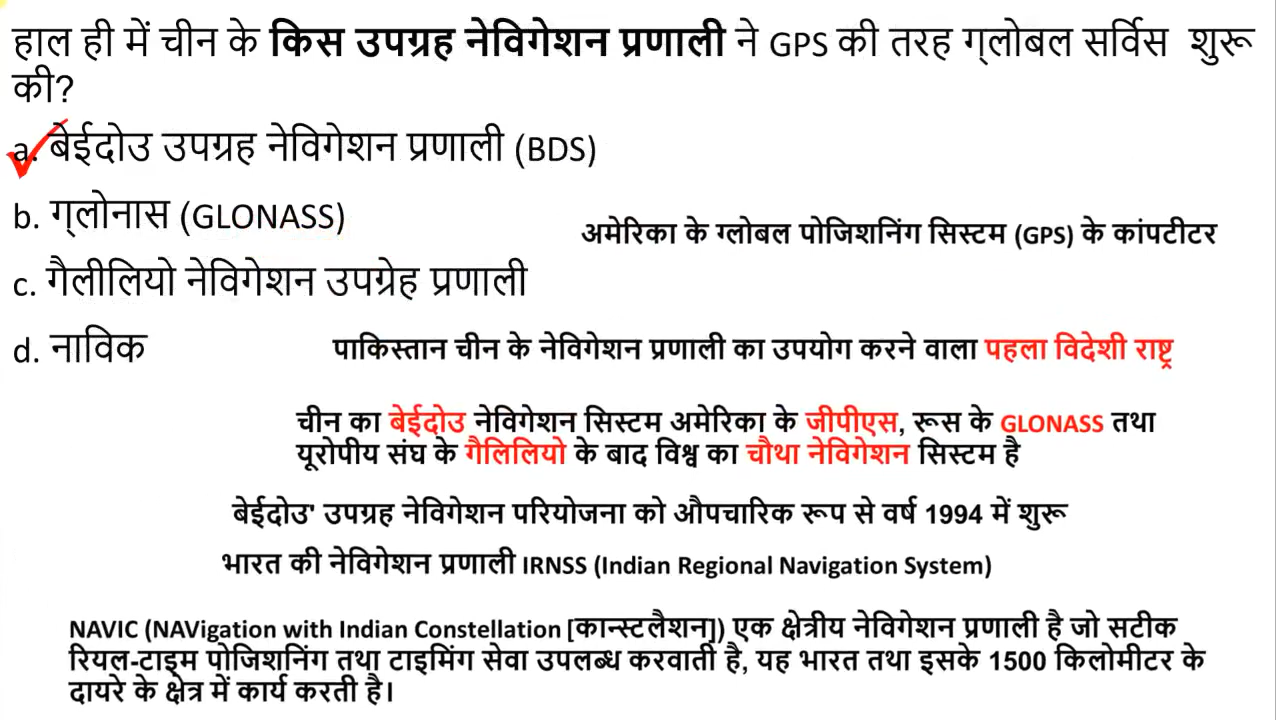 हाल ही में चीन के किस उपग्रह नेविगेशन प्रणाली ने GPS की तरह ग्लोबल सर्विस शुरू
की?
a. बेईदोउ उपग्रह नेविगेशन प्रणाली (BDS)
b. ग्लोनास (GLONASS)
अमेरिका के ग्लोबल पोजिशनिंग सिस्टम (GPS) के कांपटीटर
c. गैलीलियो नेविगेशन उपग्रेह प्रणाली
d. नाविक
पाकिस्तान चीन के नेविगेशन प्रणाली का उपयोग करने वाला पहला विदेशी राष्ट्र
चीन का बेईदोउ नेविगेशन सिस्टम अमेरिका के जीपीएस, रूस के GLONASS तथा
यूरोपीय संघ के गैलिलियो के बाद विश्व का चौथा नेविगेशन सिस्टम है
बेईदोउ' उपग्रह नेविगेशन परियोजना को औपचारिक रूप से वर्ष 1994 में शुरू
भारत की नेविगेशन प्रणाली IRNSS (Indian Regional Navigation System)
NAVIC (NAVigation with Indian Constellation [कान्स्टलैशन]) एक क्षेत्रीय नेविगेशन प्रणाली है जो सटीक
रियल-टाइम पोजिशनिंग तथा टाइमिंग सेवा उपलब्ध करवाती है, यह भारत तथा इसके 1500 किलोमीटर के
दायरे के क्षेत्र में कार्य करती है।